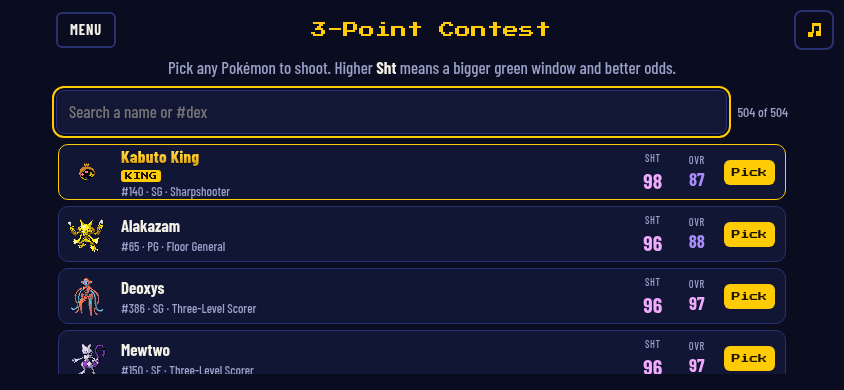 MENU
3-Point Contest
Pick any Pokémon to shoot. Higher Sht means a bigger green window and better odds.
Search a name or #dex
504 of 504
Kabuto King
KING
#140 · SG · Sharpshooter
SHT
98
OVR
87
Pick
Alakazam
#65 · PG · Floor General
SHT
96
OVR
88
Pick
Deoxys
#386 · SG · Three-Level Scorer
SHT
96
OVR
97
Pick
Mewtwo
#150 · SF · Three-Level Scorer
SHT
96
OVR
97
Pick